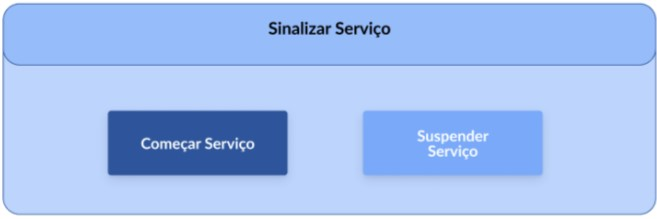 Sinalizar Serviço
Começar Serviço
Suspender
Serviço